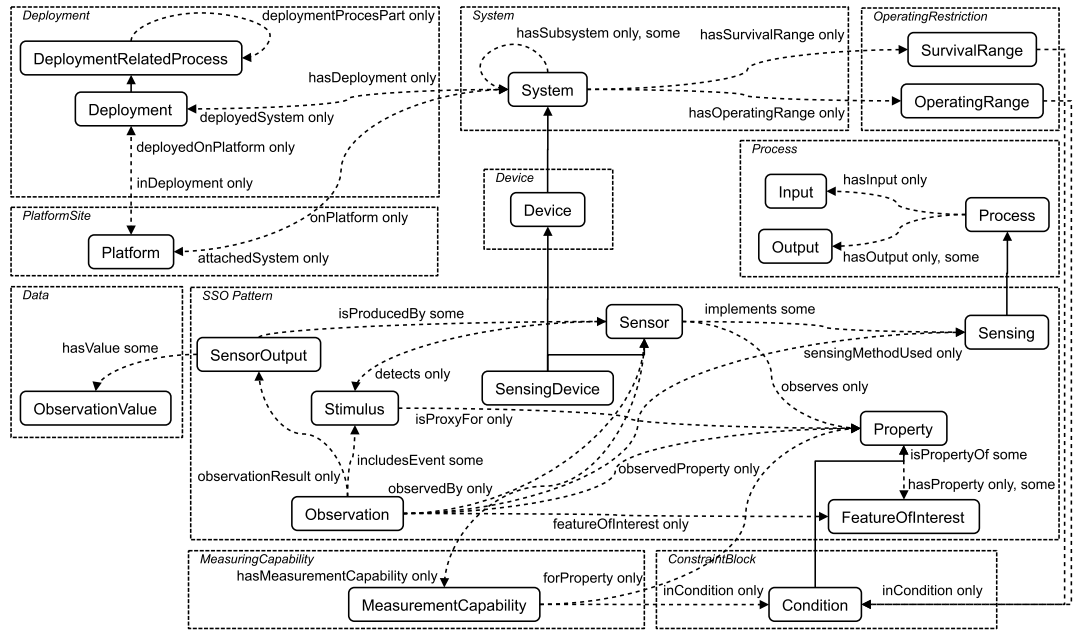 Deployment
deploymentProcesPart only
DeploymentRelatedProcess
hasDeployment only
Deployment
deployedSystem only
deployedOnPlatform only
inDeployment only
System
hasSubsystem only, some
hasSurvivalRange only
System
hasOperatingRange only
OperatingRestriction
SurvivalRange
OperatingRange
Process
hasInput only
Input
Process
Output
hasOutput only, some
Device
Device
PlatformSite
onPlatform only
Platform
attachedSystem only
Data
hasValue some
ObservationValue
SSO Pattern
isProducedBy some
Sensor
implements some
Sensing
SensorOutput
sensingMethodUsed only
detects only
SensingDevice
observes only
Stimulus
isProxyFor only
Property
isPropertyOf some
includesEvent some
observationResult only
observedProperty only
observedBy only
hasProperty only, some
Observation
featureOfInterest only
FeatureOfInterest
MeasuringCapability
hasMeasurementCapability only
forProperty only
MeasurementCapability
ConstraintBlock
inCondition only
inCondition only
Condition